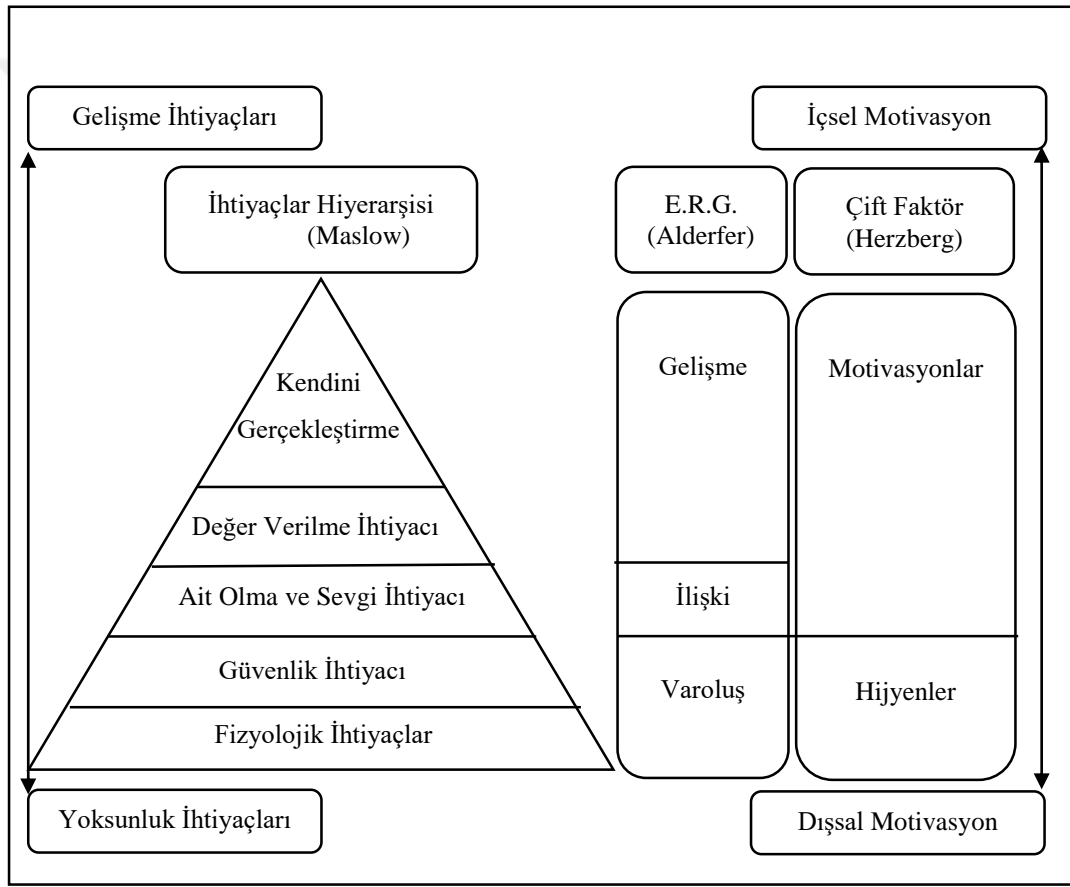 Gelişme İhtiyaçları
İçsel Motivasyon
İhtiyaçlar Hiyerarşisi
(Maslow)
E.R.G.
(Alderfer)
Çift Faktör
(Herzberg)
Kendini
Gerçekleştirme
Değer Verilme İhtiyacı
Ait Olma ve Sevgi İhtiyacı
Güvenlik İhtiyacı
Fizyolojik İhtiyaçlar
Gelişme
İlişki
Varoluş
Motivasyonlar
Hijyenler
Yoksunluk İhtiyaçları
Dışsal Motivasyon